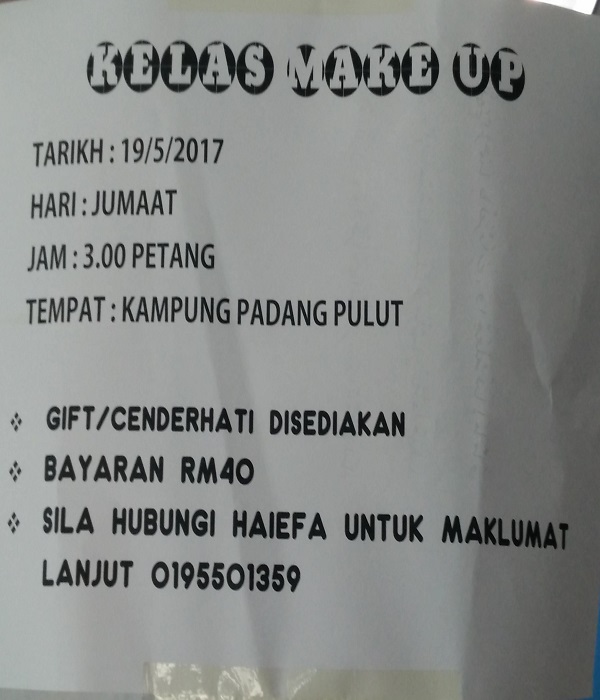 KELAS MAKE UP
TARIKH : 19/5/2017
HARI : JUMAAT
JAM : 3.00 PETANG
TEMPAT : KAMPUNG PADANG PULUT
GIFT/CENDERHATI DISEDIAKAN
BAYARAN RM40
SILA HUBUNGI HAIEFA UNTUK MAKLUMAT
LANJUT 0195501359